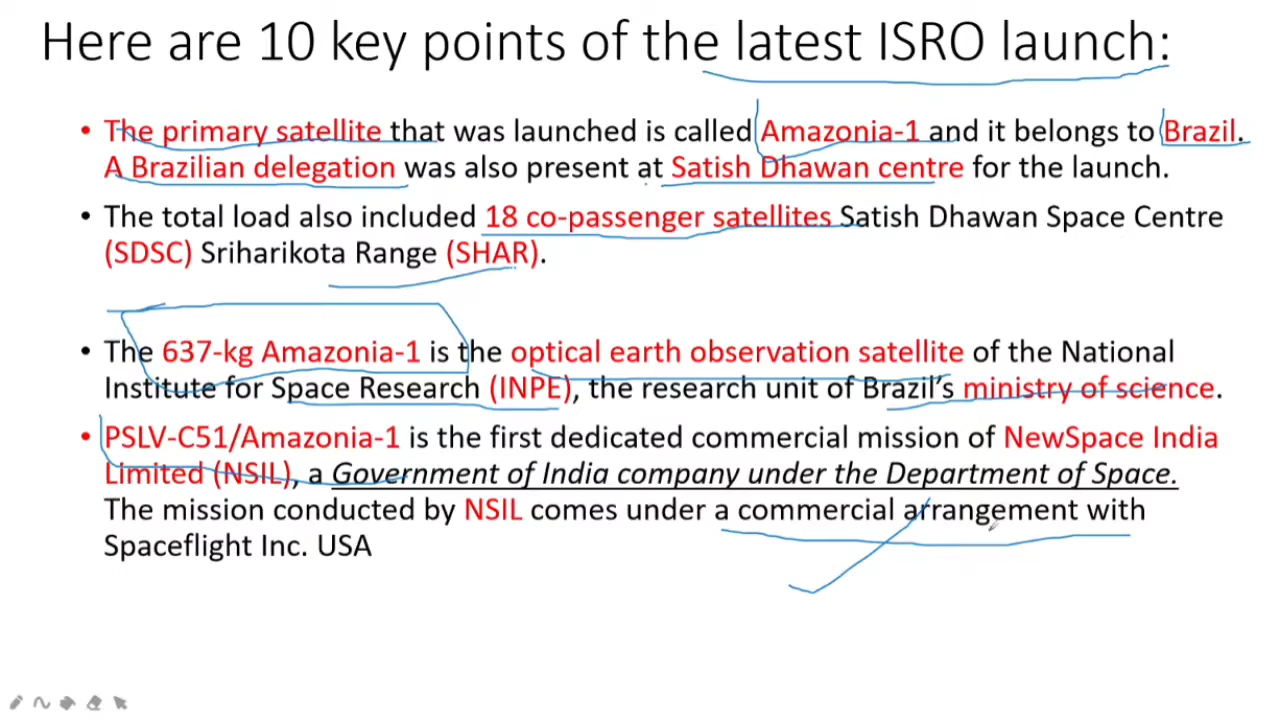 Here are 10 key points of the latest ISRO launch:
• The primary satellite that was launched is called Amazonia-1 and it belongs to Brazil.
A Brazilian delegation was also present at Satish Dhawan centre for the launch.
• The total load also included 18 co-passenger satellites Satish Dhawan Space Centre
(SDSC) Sriharikota Range (SHAR).
• The 637-kg Amazonia-1 is the optical earth observation satellite of the National
Institute for Space Research (INPE), the research unit of Brazil's ministry of science.
• PSLV-C51/Amazonia-1 is the first dedicated commercial mission of NewSpace India
Limited (NSIL), a Government of India company under the Department of Space.
The mission conducted by NSIL comes under a commercial arrangement with
Spaceflight Inc. USA